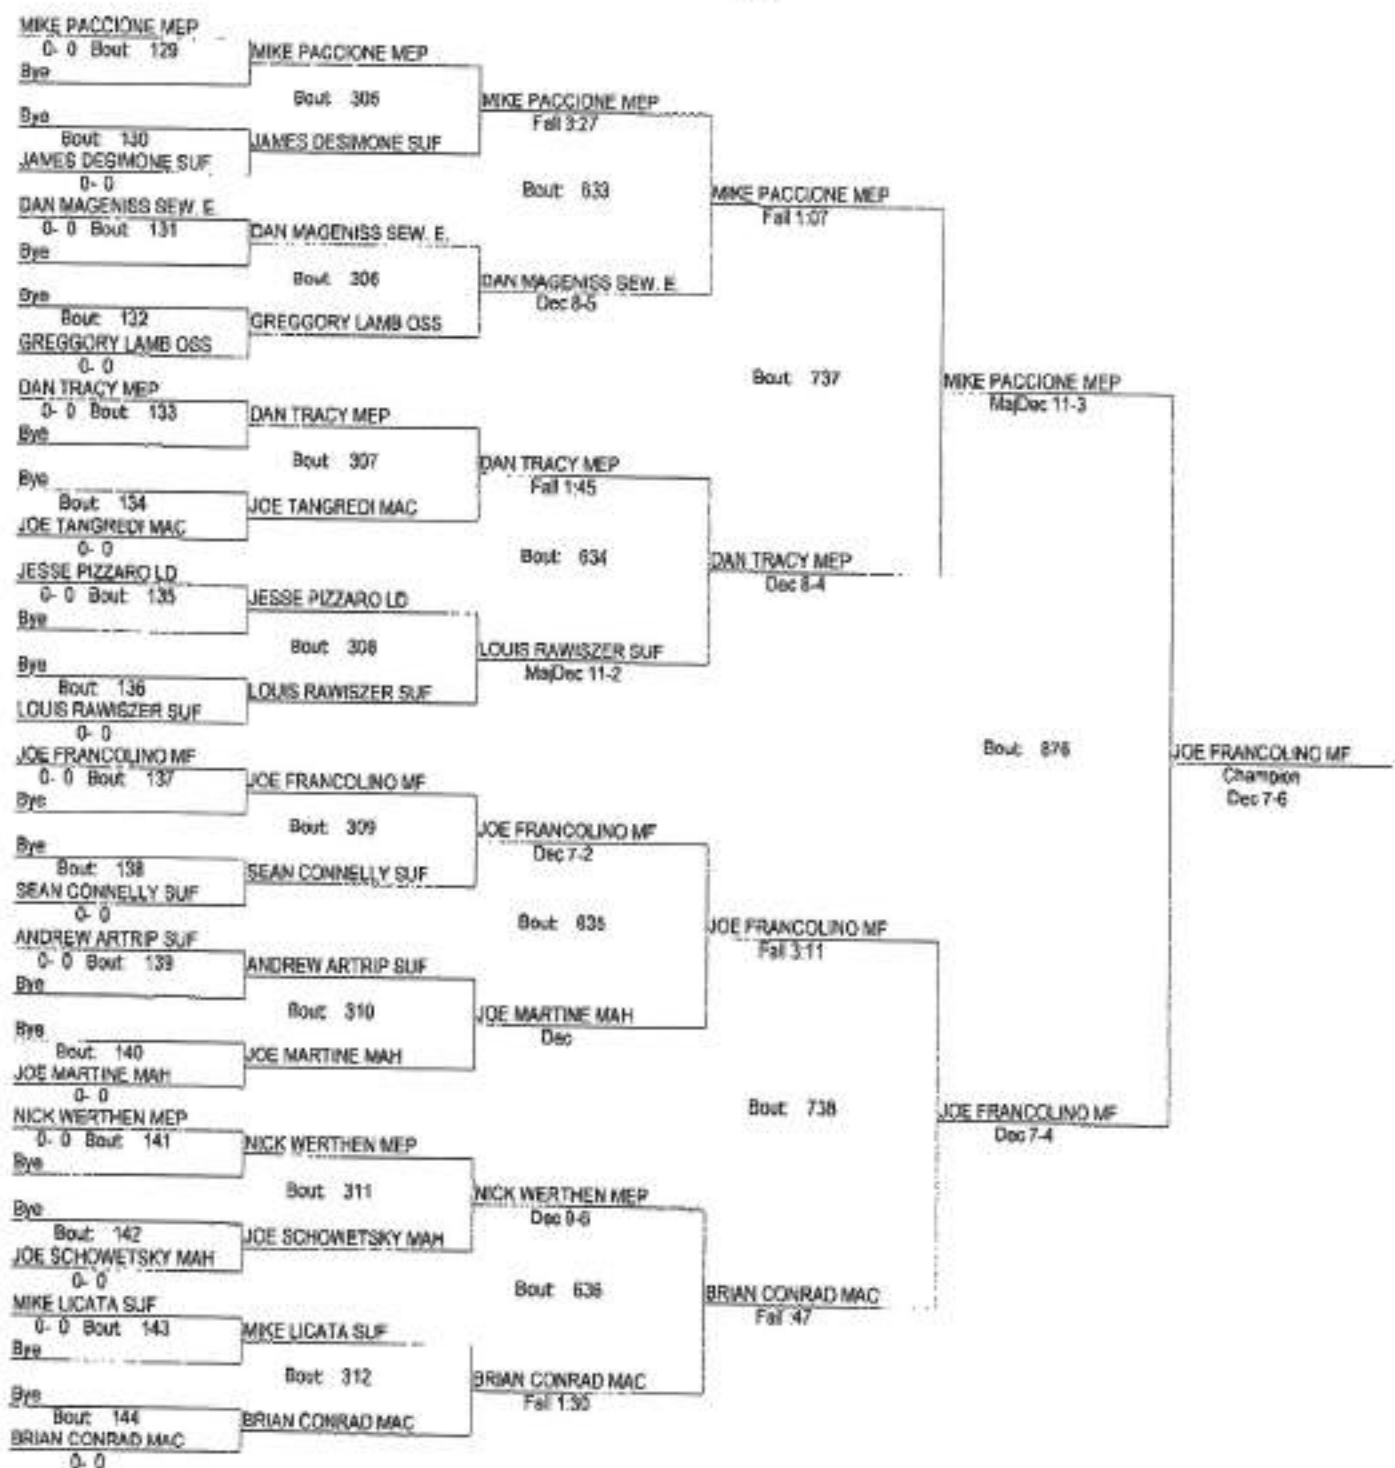 MIKE PACCIONE MEP
0- 0 Bout 129
Bye
MIKE PACCIONE MEP
Bout 305
Bye
Bout 130
JAMES DESIMONE SUF
0- 0
JAMES DESIMONE SUF
MIKE PACCIONE MEP
Fall 3:27
Bout 633
DAN MAGENISS SEW. E.
0- 0 Bout 131
Bye
DAN MAGENISS SEW. E.
Bout 306
Bye
Bout 132
GREGGORY LAMB OSS
0- 0
GREGGORY LAMB OSS
DAN MAGENISS SEW. E.
Dec 8-5
MIKE PACCIONE MEP
Fall 1:07
Bout 737
DAN TRACY MEP
0- 0 Bout 133
Bye
DAN TRACY MEP
Bout 307
Bye
Bout 134
JOE TANGREDI MAC
0- 0
JOE TANGREDI MAC
DAN TRACY MEP
Fall 1:45
Bout 634
JESSE PIZZARO LD
0- 0 Bout 135
Bye
JESSE PIZZARO LD
Bout 308
Bye
Bout 136
LOUIS RAWISZER SUF
0- 0
LOUIS RAWISZER SUF
LOUIS RAWISZER SUF
MajDec 11-2
DAN TRACY MEP
Dec 8-4
MIKE PACCIONE MEP
MajDec 11-3
Bout 876
JOE FRANCOLINO MF
Champion
Dec 7-6
JOE FRANCOLINO MF
0- 0 Bout 137
Bye
JOE FRANCOLINO MF
Bout 309
Bye
Bout 138
SEAN CONNELLY SUF
0- 0
SEAN CONNELLY SUF
JOE FRANCOLINO MF
Dec 7-2
Bout 635
ANDREW ARTRIP SUF
0- 0 Bout 139
Bye
ANDREW ARTRIP SUF
Bout 310
Bye
Bout 140
JOE MARTINE MAH
0- 0
JOE MARTINE MAH
JOE MARTINE MAH
Dec
JOE FRANCOLINO MF
Fall 3:11
Bout 738
NICK WERTHEN MEP
0- 0 Bout 141
Bye
NICK WERTHEN MEP
Bout 311
Bye
Bout 142
JOE SCHOWETSKY MAH
0- 0
JOE SCHOWETSKY MAH
NICK WERTHEN MEP
Dec 9-6
Bout 636
MIKE LICATA SUF
0- 0 Bout 143
Bye
MIKE LICATA SUF
Bout 312
Bye
Bout 144
BRIAN CONRAD MAC
0- 0
BRIAN CONRAD MAC
BRIAN CONRAD MAC
Fall 1:30
BRIAN CONRAD MAC
Fall :47
JOE FRANCOLINO MF
Dec 7-4